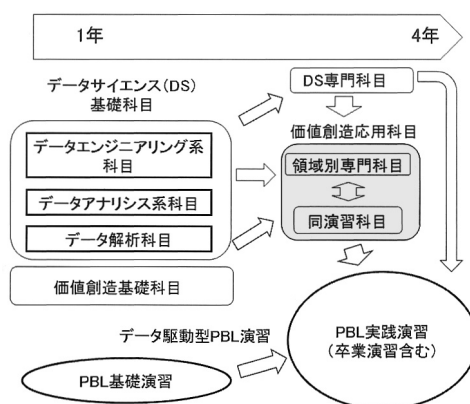 1年
4年
データサイエンス(DS)
基礎科目
データエンジニアリング系
科目
データアナリシス系科目
データ解析科目
価値創造基礎科目
DS専門科目
価値創造応用科目
領域別専門科目
同演習科目
データ駆動型PBL演習
PBL基礎演習
PBL実践演習
(卒業演習含む)